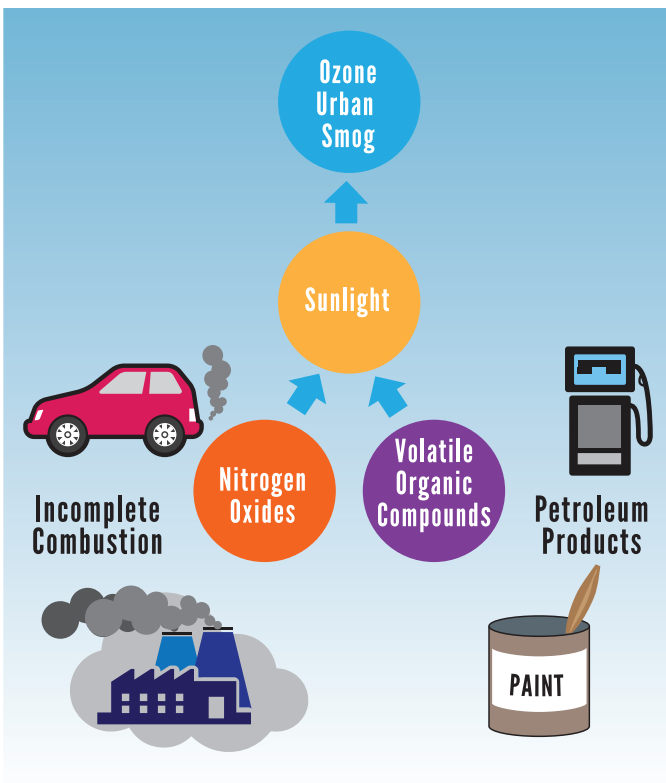 Ozone
Urban
Smog
Sunlight
Nitrogen
Oxides
Volatile
Organic
Compounds
Incomplete
Combustion
Petroleum
Products
PAINT